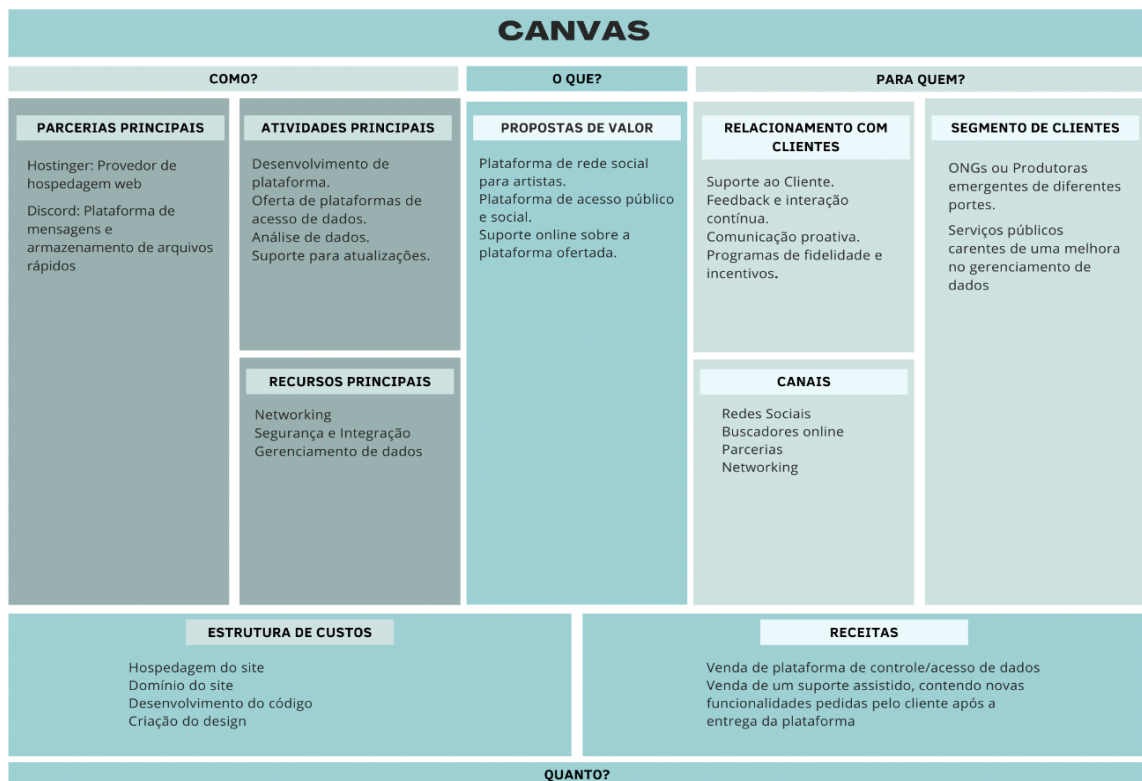 CANVAS
COMO?
O QUE?
PARA QUEM?
PARCERIAS PRINCIPAIS
Hostinger: Provedor de
hospedagem web
Discord: Plataforma de
mensagens e
armazenamento de arquivos
rápidos
ATIVIDADES PRINCIPAIS
Desenvolvimento de
plataforma.
Oferta de plataformas de
acesso de dados.
Análise de dados.
Suporte para atualizações.
RECURSOS PRINCIPAIS
Networking
Segurança e Integração
Gerenciamento de dados
PROPOSTAS DE VALOR
Plataforma de rede social
para artistas.
Plataforma de acesso público
e social.
Suporte online sobre a
plataforma ofertada.
RELACIONAMENTO COM
CLIENTES
Suporte ao Cliente.
Feedback e interação
contínua.
Comunicação proativa.
Programas de fidelidade e
incentivos.
CANAIS
Redes Sociais
Buscadores online
Parcerias
Networking
SEGMENTO DE CLIENTES
ONGs ou Produtoras
emergentes de diferentes
portes.
Serviços públicos
carentes de uma melhora
no gerenciamento de
dados
ESTRUTURA DE CUSTOS
Hospedagem do site
Domínio do site
Desenvolvimento do código
Criação do design
RECEITAS
Venda de plataforma de controle/acesso de dados
Venda de um suporte assistido, contendo novas
funcionalidades pedidas pelo cliente após a
entrega da plataforma
QUANTO?